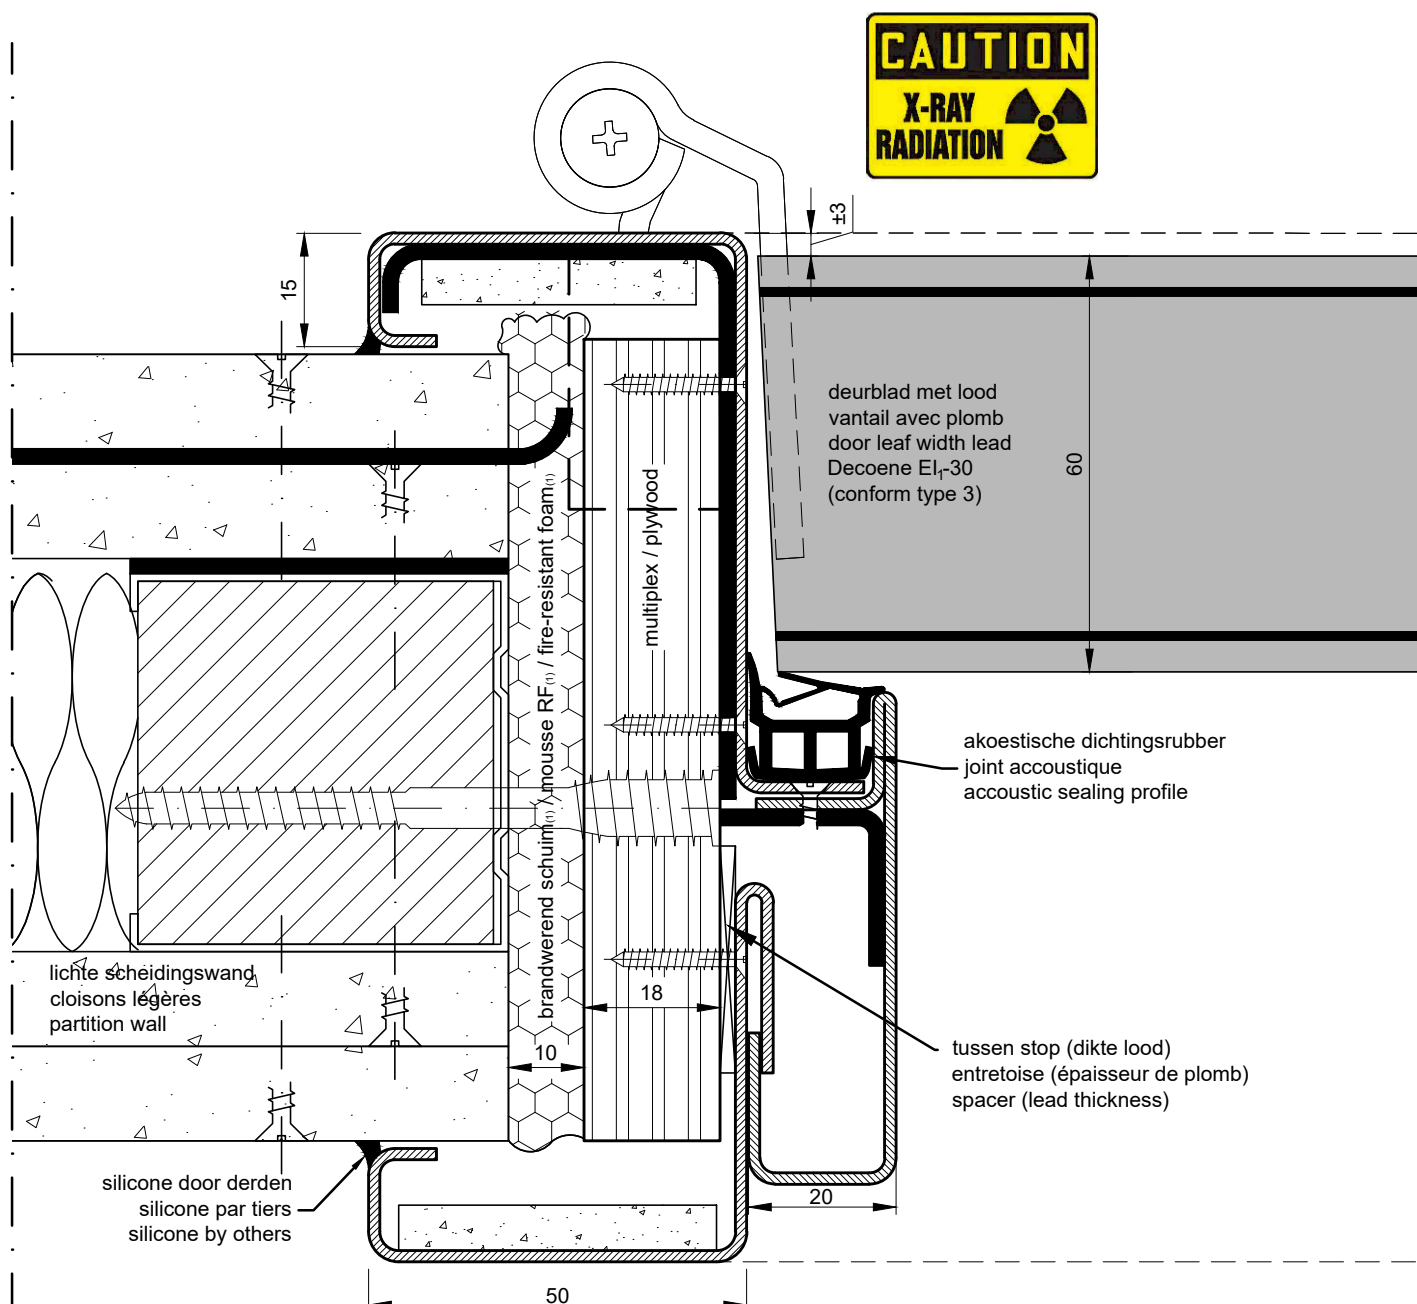 CAUTION
X-RAY
RADIATION
±3
15
deurblad met lood
vantail avec plomb
door leaf width lead
Decoene EI₁-30
(conform type 3)
60
brandwerend schuim(1) / mousse RF(1) / fire-resistant foam(1)
multiplex / plywood
akoestische dichtingsrubber
joint accoustique
accoustic sealing profile
lichte scheidingswand
cloisons légères
partition wall
18
10
tussen stop (dikte lood)
entretoise (épaisseur de plomb)
spacer (lead thickness)
silicone door derden
silicone par tiers
silicone by others
20
50